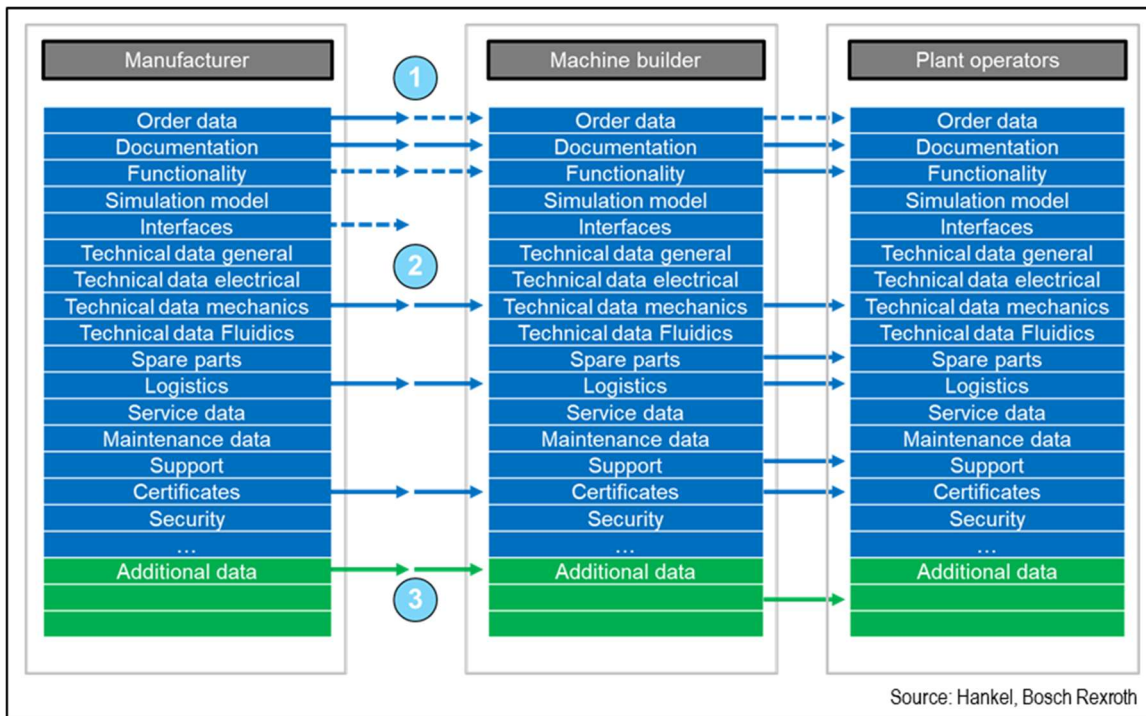 Manufacturer
Order data
Documentation
Functionality
Simulation model
Interfaces
Technical data general
Technical data electrical
Technical data mechanics
Technical data Fluidics
Spare parts
Logistics
Service data
Maintenance data
Support
Certificates
Security
...
Additional data
1
2
3
Machine builder
Order data
Documentation
Functionality
Simulation model
Interfaces
Technical data general
Technical data electrical
Technical data mechanics
Technical data Fluidics
Spare parts
Logistics
Service data
Maintenance data
Support
Certificates
Security
...
Additional data
Plant operators
Order data
Documentation
Functionality
Simulation model
Interfaces
Technical data general
Technical data electrical
Technical data mechanics
Technical data Fluidics
Spare parts
Logistics
Service data
Maintenance data
Support
Certificates
Security
...
Additional data
Source: Hankel, Bosch Rexroth